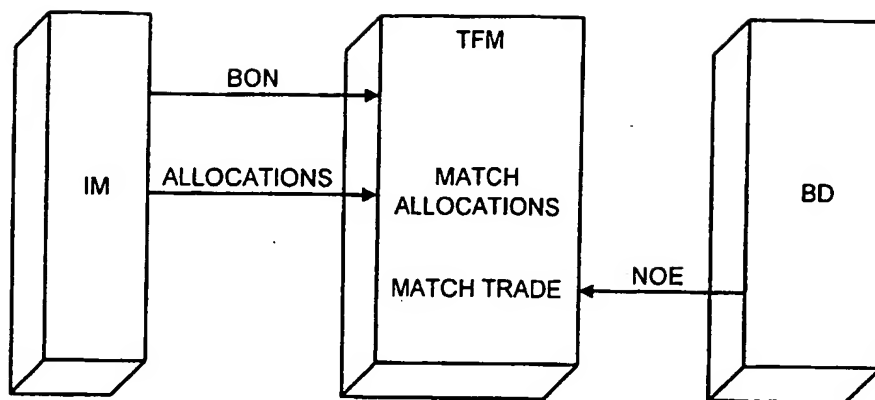 TFM
BON
IM
ALLOCATIONS
MATCH
ALLOCATIONS
BD
MATCH TRADE
NOE